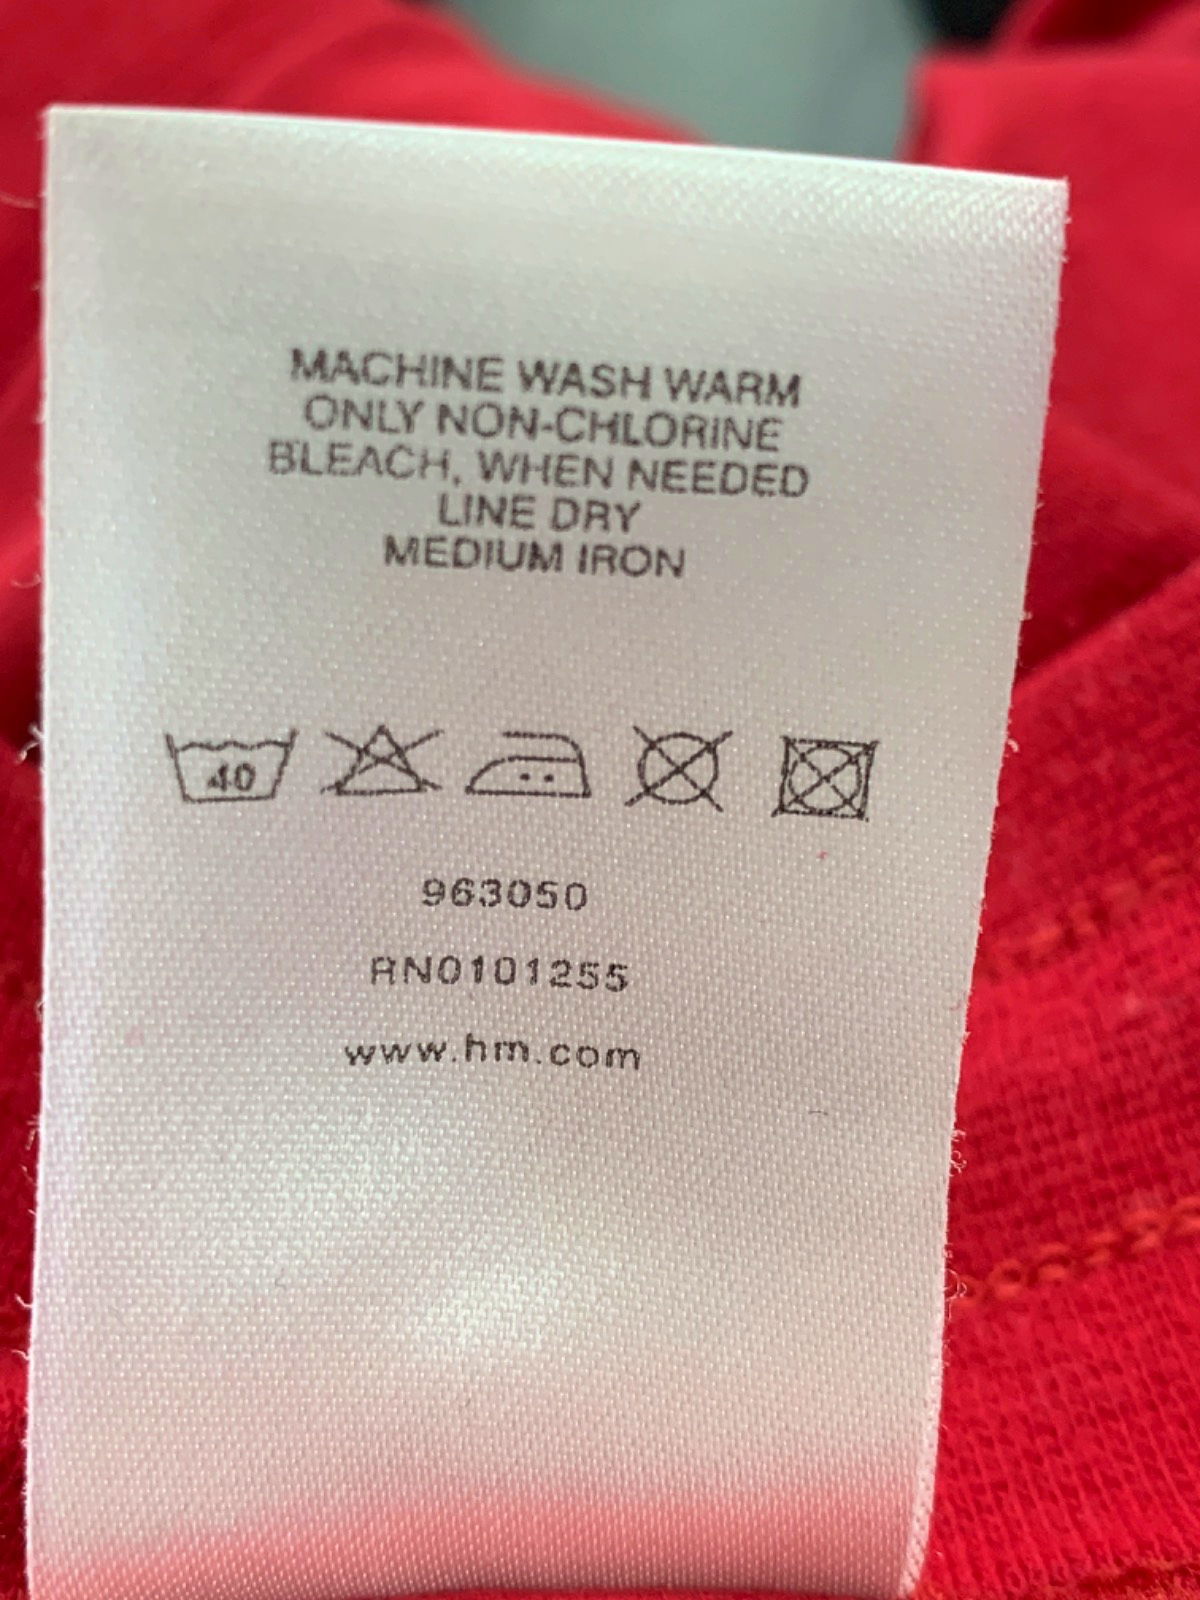 MACHINE WASH WARM
ONLY NON-CHLORINE
BLEACH, WHEN NEEDED
LINE DRY
MEDIUM IRON
40
963050
RN0101255
www.hm.com